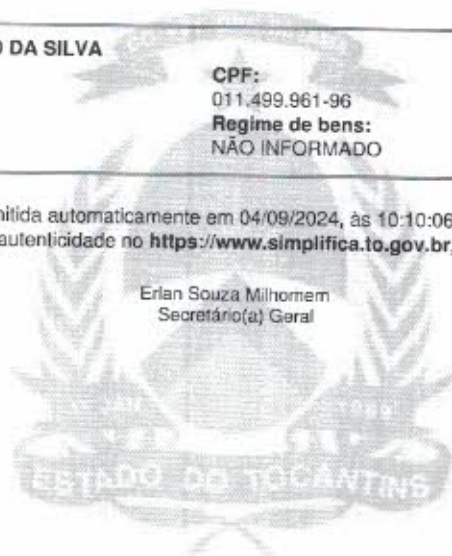 DA SILVA
CPF:
011.499.961-96
Regime de bens:
NÃO INFORMADO
nitida automaticamente em 04/09/2024, às 10:10:06
autenticidade no https://www.simplifica.to.gov.br,
Erlan Souza Milhomem
Secretário(a) Geral
ESTADO DO TOCANTINS